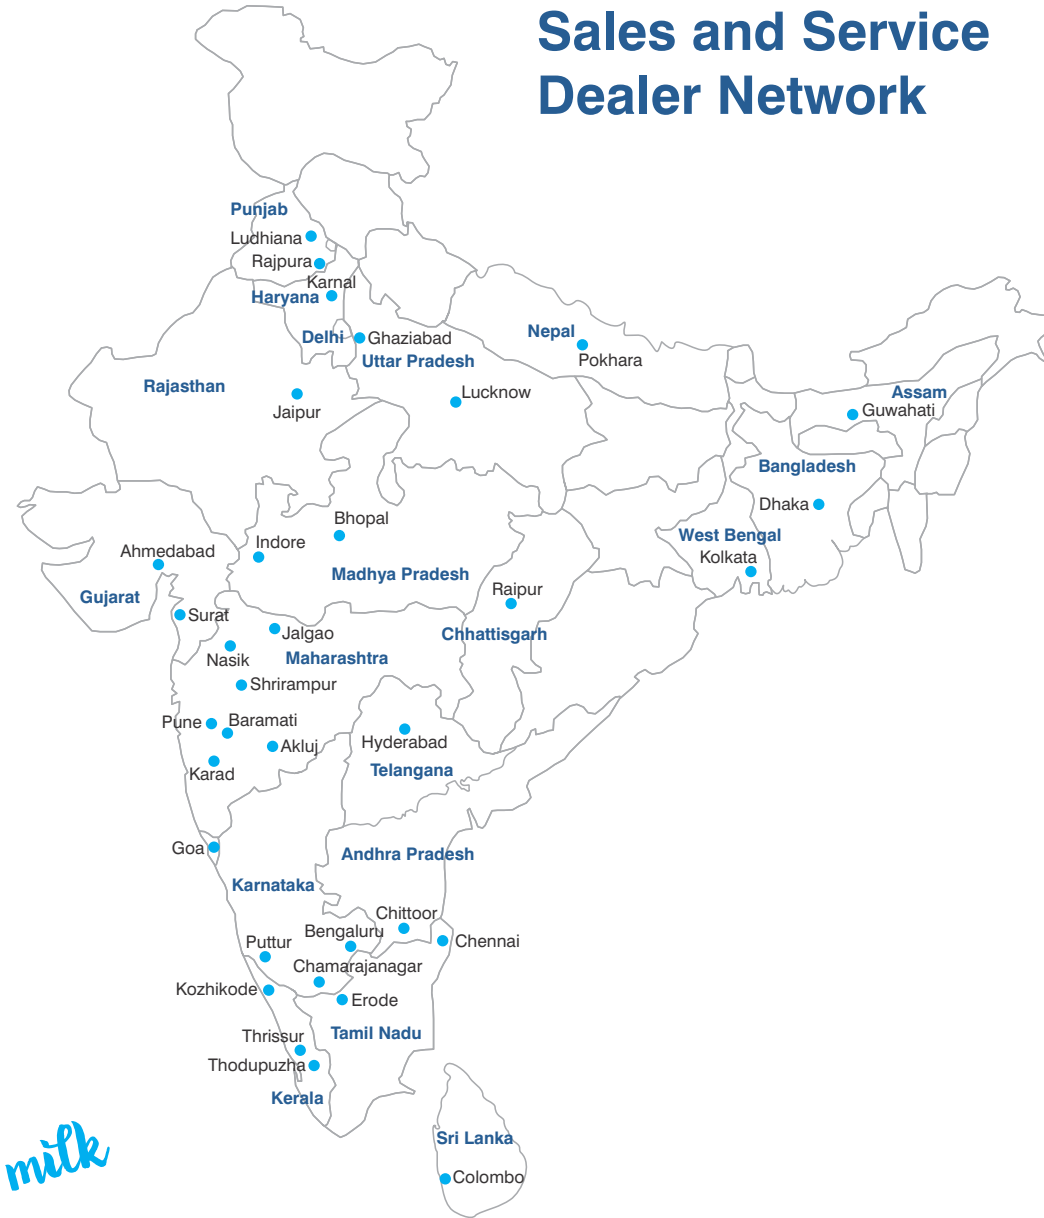 Sales and Service
Dealer Network
Punjab
Ludhiana
Rajpura
Karnal
Haryana
Delhi
Ghaziabad
Uttar Pradesh
Nepal
Pokhara
Rajasthan
Jaipur
Lucknow
Assam
Guwahati
Bangladesh
Dhaka
West Bengal
Kolkata
Bhopal
Indore
Madhya Pradesh
Ahmedabad
Gujarat
Surat
Raipur
Chhattisgarh
Jalgao
Nasik
Maharashtra
Shrirampur
Pune
Baramati
Akluj
Karad
Hyderabad
Telangana
Goa
Andhra Pradesh
Karnataka
Chittoor
Bengaluru
Chennai
Puttur
Chamarajanagar
Kozhikode
Erode
Tamil Nadu
Thrissur
Thodupuzha
Kerala
Sri Lanka
Colombo
milk